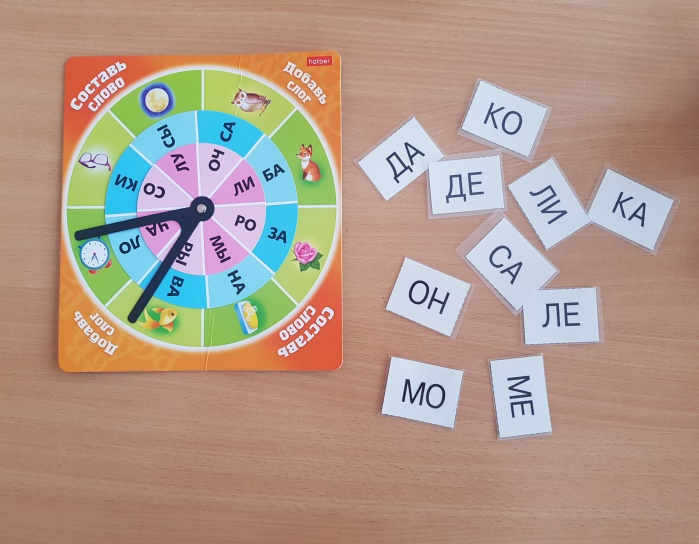 hatber
Составь
слово
Добавь
слог
СЫ
СА
БА
ЗА
НА
ВА
ЛО
КИ
ЛУ
ОЧ
ЛИ
РО
МЫ
РЫ
ЧА
СО
Добавь
слог
Составь
слово
КО
ДА
ДЕ
ЛИ
КА
СА
ОН
ЛЕ
МО
МЕ